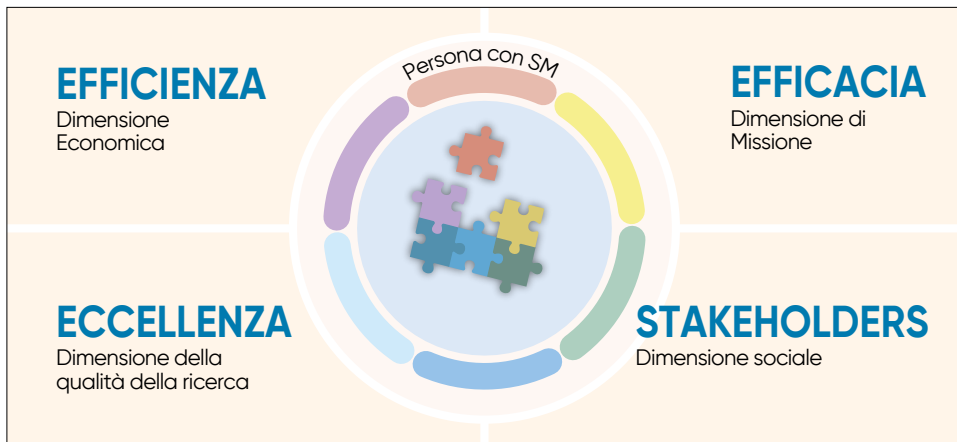 EFFICIENZA
Dimensione
Economica
Persona con SM
EFFICACIA
Dimensione di
Missione
ECCELLENZA
Dimensione della
qualità della ricerca
STAKEHOLDERS
Dimensione sociale